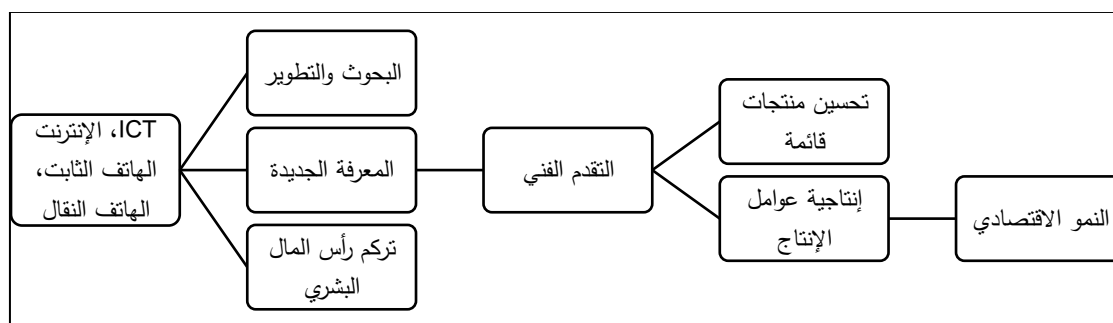 ICT، الإنترنت
الهاتف الثابت،
الهاتف النقال
البحوث والتطوير
المعرفة الجديدة
تركم رأس المال
البشري
التقدم الفني
تحسين منتجات
قائمة
إنتاجية عوامل
الإنتاج
النمو الاقتصادي